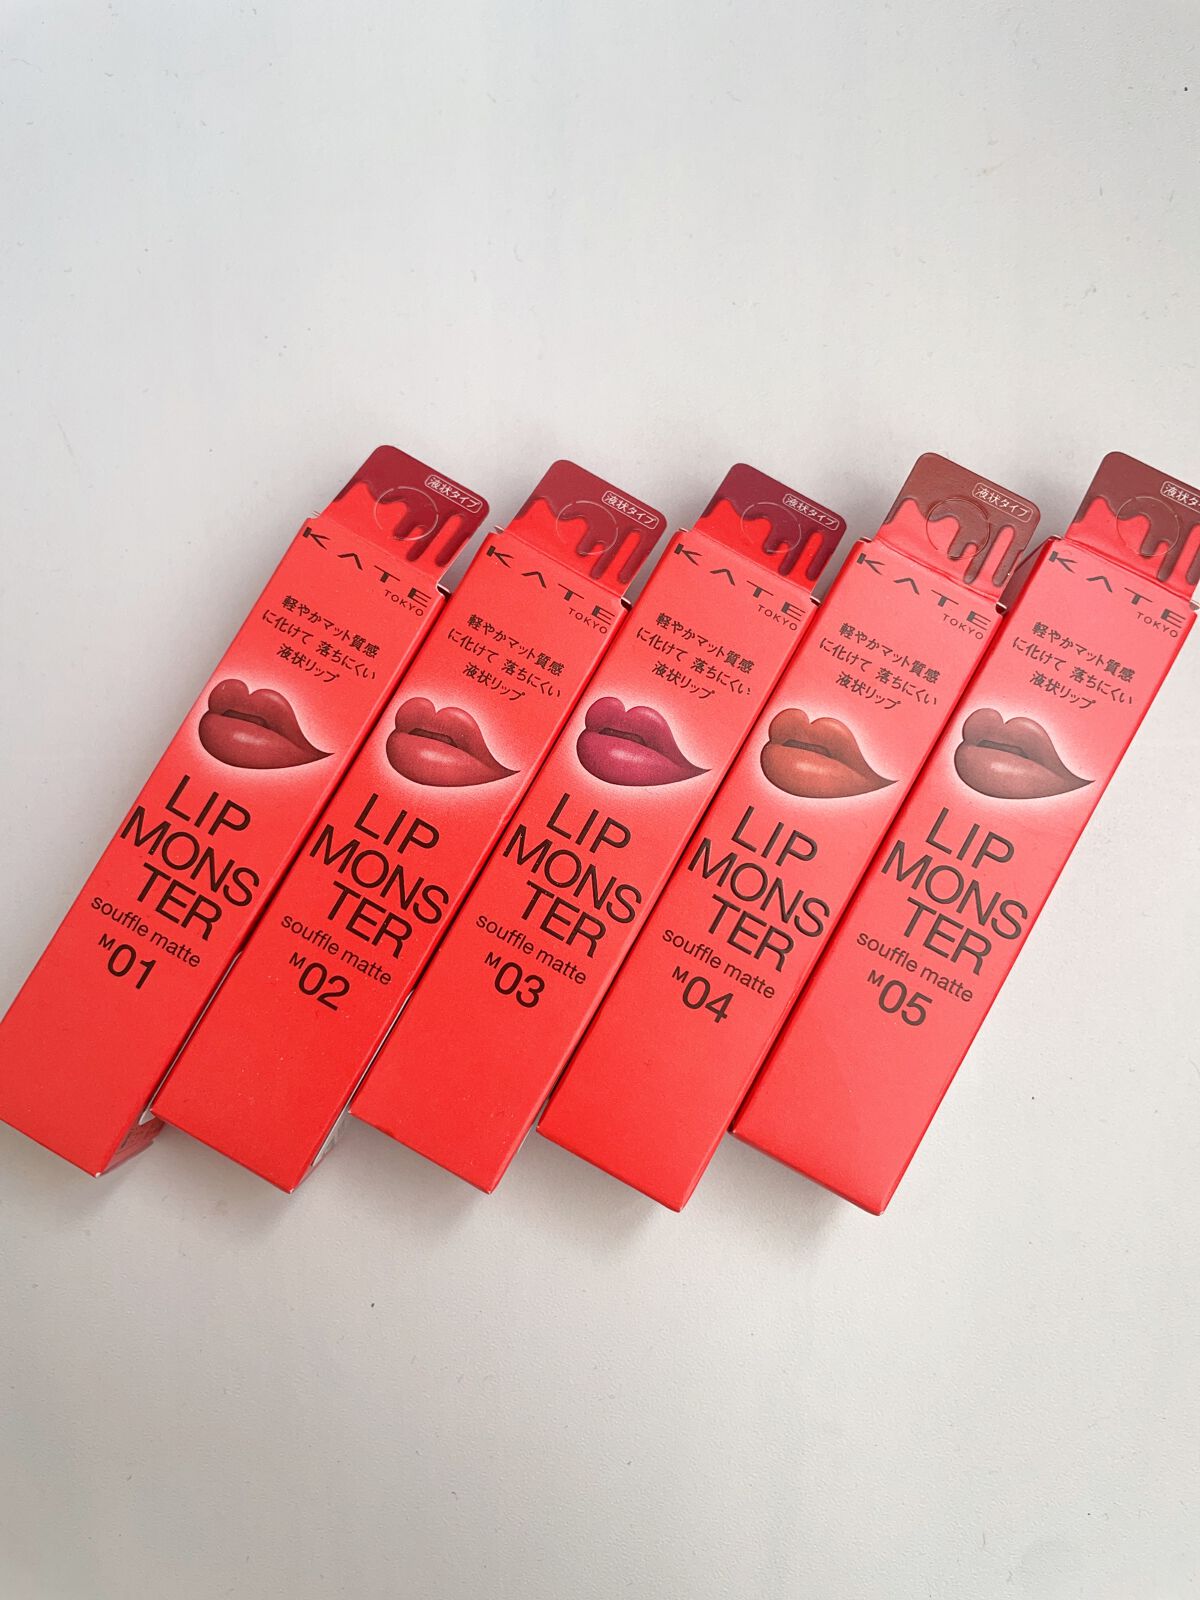 液状タイプ
KATE
TOKYO
軽やかマット質感
に化けて 落ちにくい
液状リップ
LIP
MONS
TER
souffle matte
M01
液状タイプ
KATE
TOKYO
軽やかマット質感
に化けて 落ちにくい
液状リップ
LIP
MONS
TER
souffle matte
M02
液状タイプ
KATE
TOKYO
軽やかマット質感
に化けて 落ちにくい
液状リップ
LIP
MONS
TER
souffle matte
M03
液状タイプ
KATE
TOKYO
軽やかマット質感
に化けて 落ちにくい
液状リップ
LIP
MONS
TER
souffle matte
M04
液状タ
KATE
TOKYO
軽やかマット質感
に化けて 落ちにくい
液状リップ
LIP
MONS
TER
souffle matte
M05